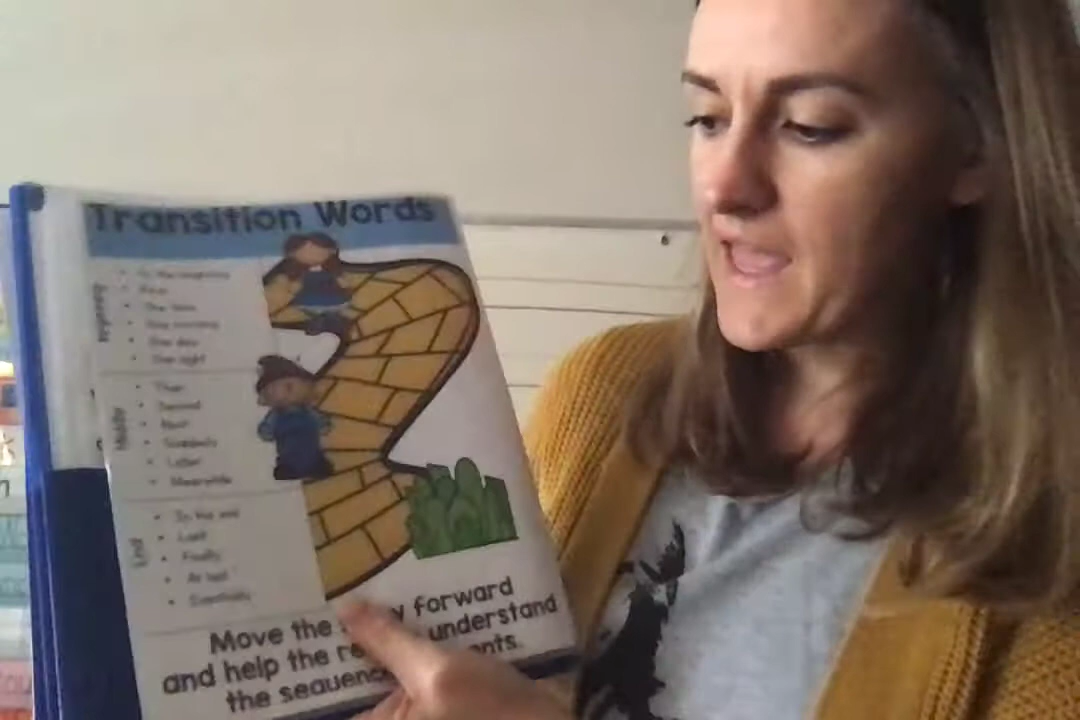 Transition Words
Beginning
• In the beginning
• First
• One time
• One morning
• One day
• One night
Middle
• Then
• Second
• Next
• Suddenly
• Later
• Meanwhile
End
• In the end
• Last
• Finally
• At last
• Eventually
Move the forward
and help the understand
the